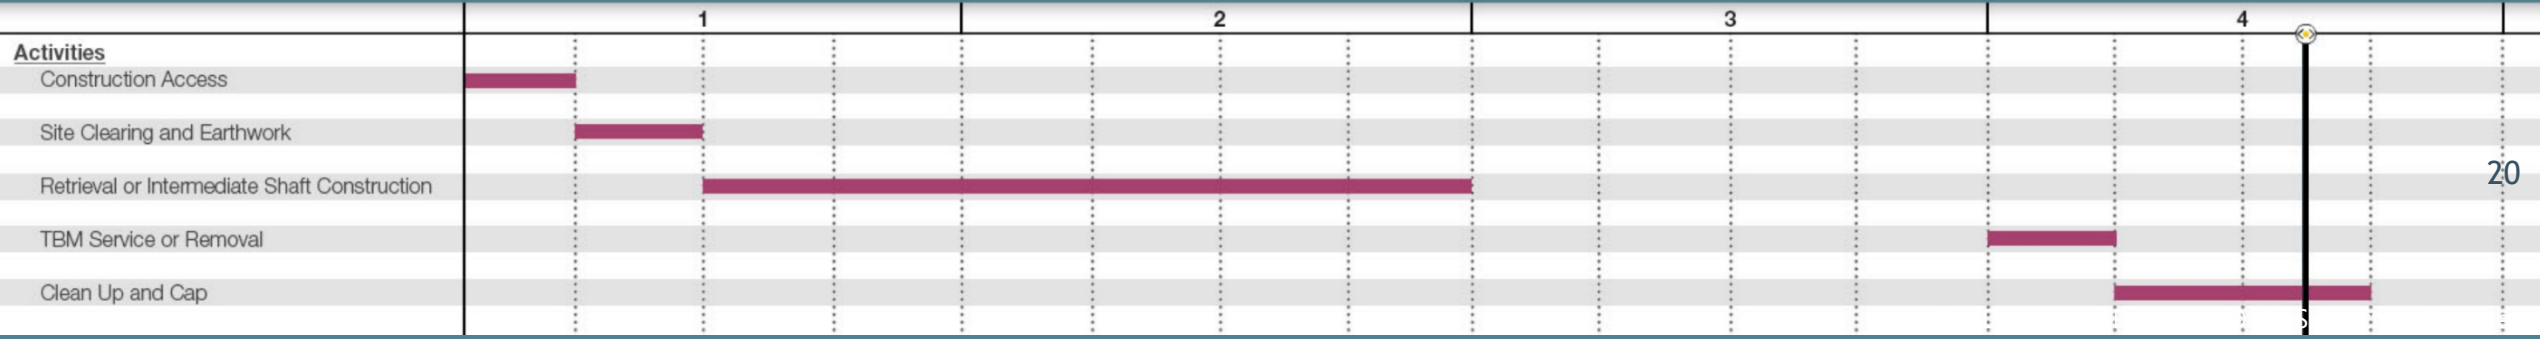 1 2 3 4
Activities
Construction Access
Site Clearing and Earthwork
20
Retrieval or Intermediate Shaft Construction
TBM Service or Removal
Clean Up and Cap